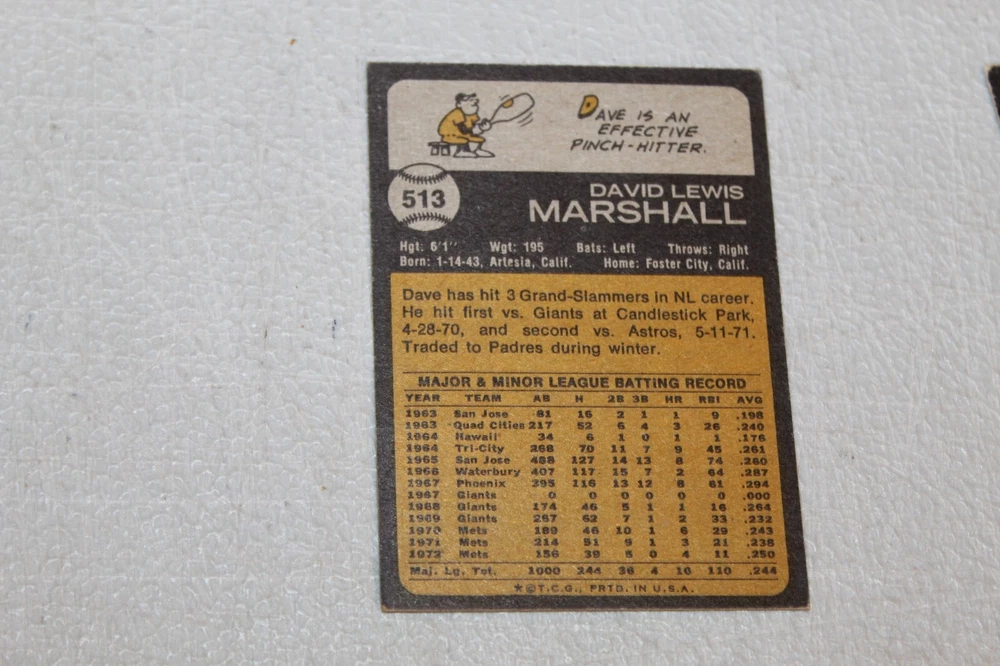 DAVE IS AN
EFFECTIVE
PINCH-HITTER.
513
DAVID LEWIS
MARSHALL
Hgt: 6'1" Wgt: 195 Bats: Left Throws: Right
Born: 1-14-43, Artesia, Calif. Home: Foster City, Calif.
Dave has hit 3 Grand-Slammers in NL career.
He hit first vs. Giants at Candlestick Park,
4-28-70, and second vs. Astros, 5-11-71.
Traded to Padres during winter.
MAJOR & MINOR LEAGUE BATTING RECORD
YEAR TEAM AB H 2B 3B HR RBI AVG
1963 San Jose 81 16 2 1 1 9 .198
1963 Quad Cities 217 52 6 4 3 26 .240
1964 Hawaii 34 6 1 0 1 1 .176
1964 Tri-City 268 70 11 7 9 45 .261
1965 San Jose 488 127 14 13 8 74 .260
1966 Waterbury 407 117 15 7 2 64 .287
1967 Phoenix 395 116 13 12 8 61 .294
1967 Giants 0 0 0 0 0 0 .000
1968 Giants 174 46 5 1 1 16 .264
1969 Giants 267 62 7 1 2 33 .232
1970 Mets 189 46 10 1 6 29 .243
1971 Mets 214 51 9 1 3 21 .238
1972 Mets 156 39 5 0 4 11 .250
Maj. Lg. Tot. 1000 244 36 4 16 110 .244
★©T.C.G., PRTD. IN U.S.A.